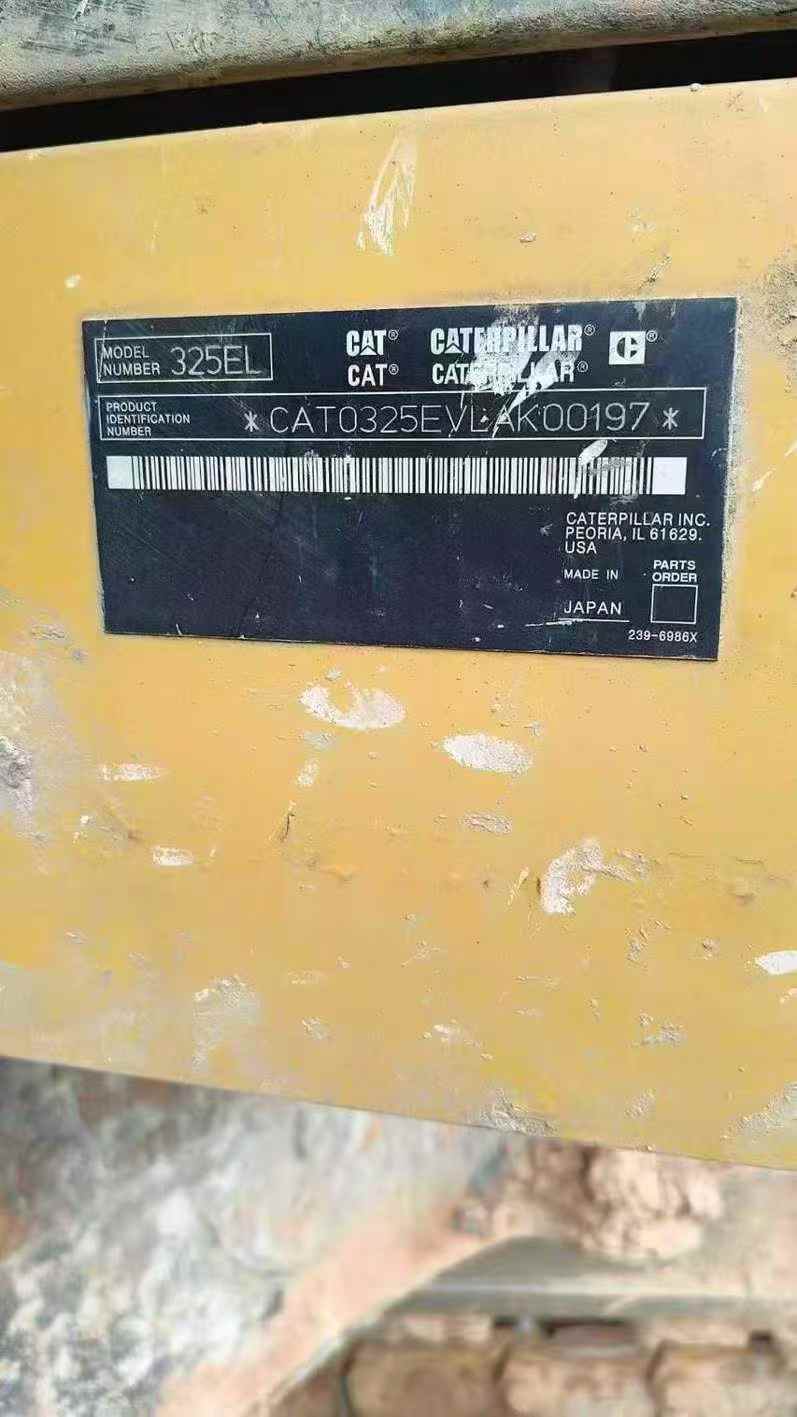 MODEL NUMBER 325EL
CAT® CATERPILLAR® C®
CAT® CATERPILLAR®
PRODUCT IDENTIFICATION NUMBER *CAT0325EVLAK00197*
CATERPILLAR INC.
PEORIA, IL 61629.
USA
MADE IN
JAPAN
PARTS
ORDER
239-6986X